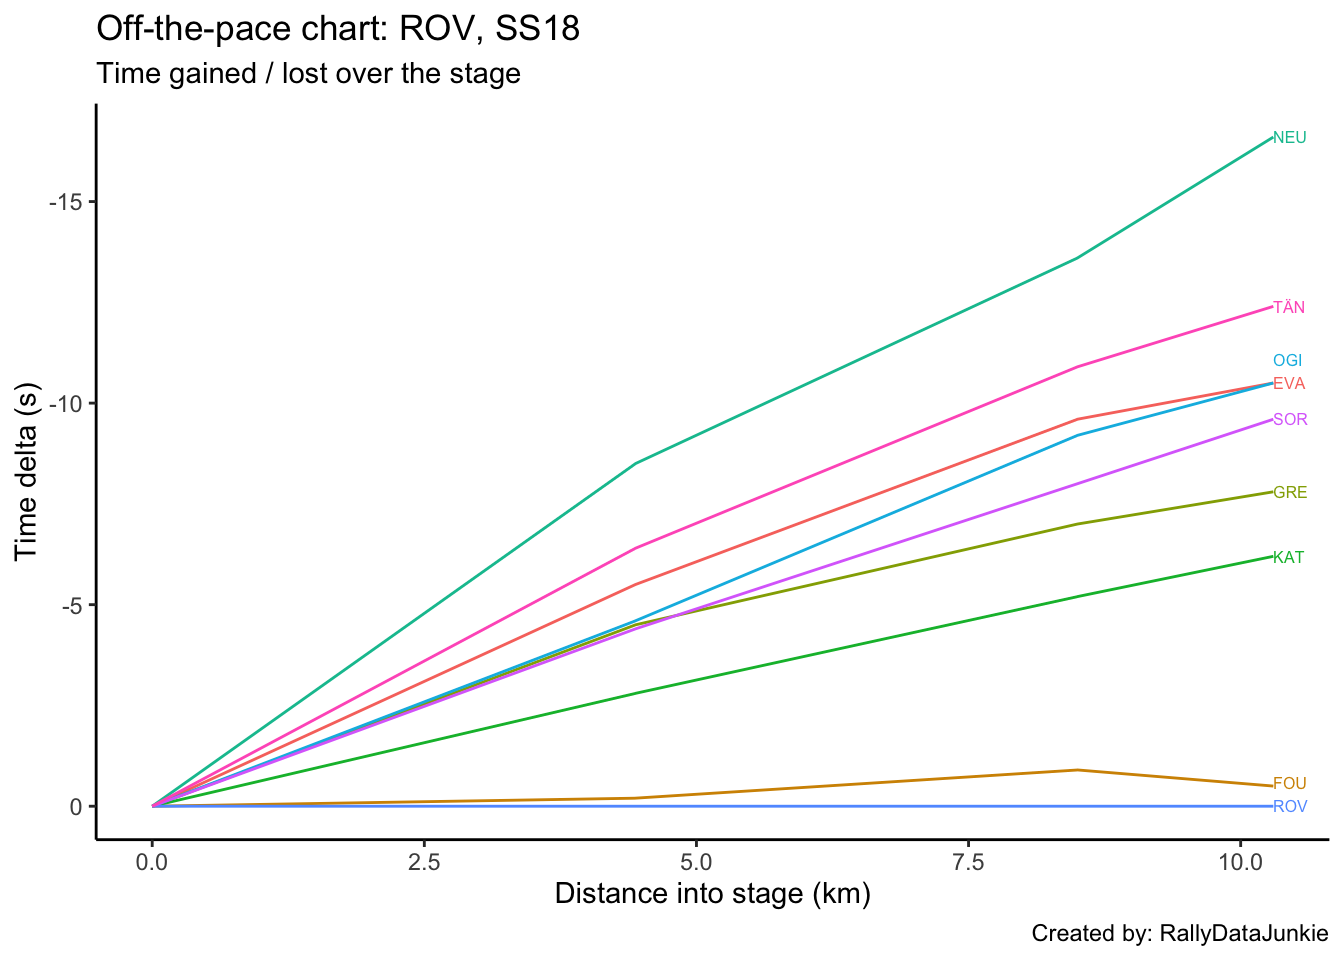 Off-the-pace chart: ROV, SS18
Time gained / lost over the stage
NEU
-15
TÄN
OGI
EVA
-10
SOR
GRE
KAT
-5
FOU
ROV
0
Time delta (s)
0.0 2.5 5.0 7.5 10.0
Distance into stage (km)
Created by: RallyDataJunkie